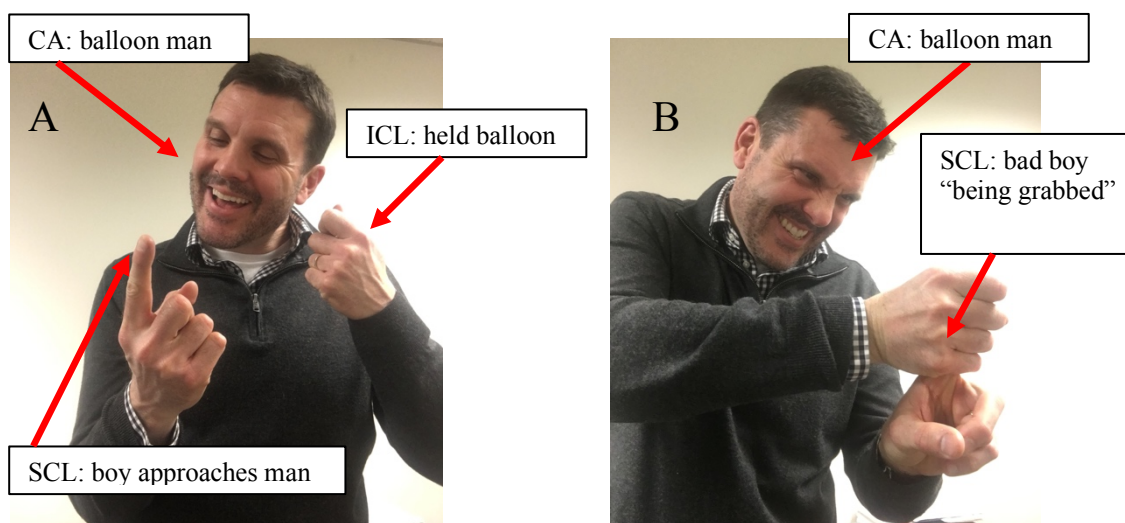 CA: balloon man
A
ICL: held balloon
SCL: boy approaches man
CA: balloon man
B
SCL: bad boy
“being grabbed”